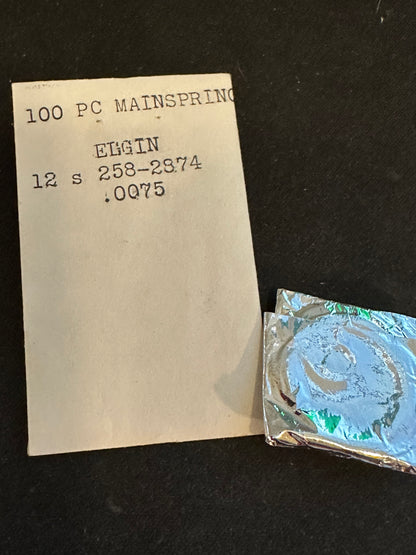 100 PC MAINSPRING
ELGIN
12 s 258-2874
.0075